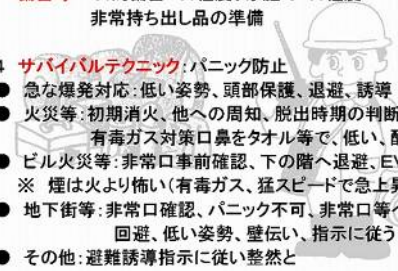 非常持ち出し品の準備
4 サバイバルテクニック:パニック防止
● 急な爆発対応:低い姿勢、頭部保護、退避、誘導
● 火災等:初期消火、他への周知、脱出時期の判断
有毒ガス対策口鼻をタオル等で、低い、
● ビル火災等:非常口事前確認、下の階へ退避、EV
※ 煙は火より怖い(有毒ガス、猛スピードで急上昇
● 地下街等:非常口確認、パニック不可、非常口等
回避、低い姿勢、壁伝い、指示に従う
● その他:避難誘導指示に従い整然と